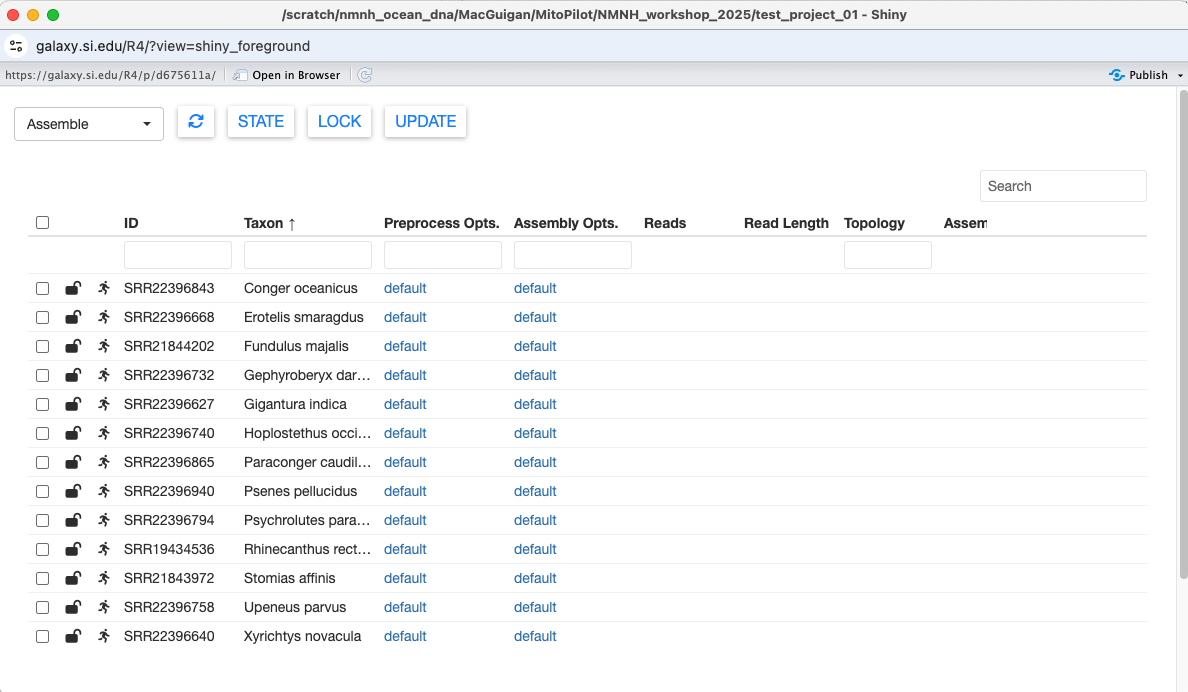 /scratch/nmnh_ocean_dna/MacGuigan/MitoPilot/NMNH_workshop_2025/test_project_01 - Shiny
galaxy.si.edu/R4/?view=shiny_foreground
https://galaxy.si.edu/R4/p/d675611a/ Open in Browser Publish
Assemble STATE LOCK UPDATE
Search
ID Taxon ↑ Preprocess Opts. Assembly Opts. Reads Read Length Topology Assem
SRR22396843 Conger oceanicus default default
SRR22396668 Erotelis smaragdus default default
SRR21844202 Fundulus majalis default default
SRR22396732 Gephyroberyx dar... default default
SRR22396627 Gigantura indica default default
SRR22396740 Hoplostethus occi... default default
SRR22396865 Paraconger caudil... default default
SRR22396940 Psenes pellucidus default default
SRR22396794 Psychrolutes para... default default
SRR19434536 Rhinecanthus rect... default default
SRR21843972 Stomias affinis default default
SRR22396758 Upeneus parvus default default
SRR22396640 Xyrichtys novacula default default